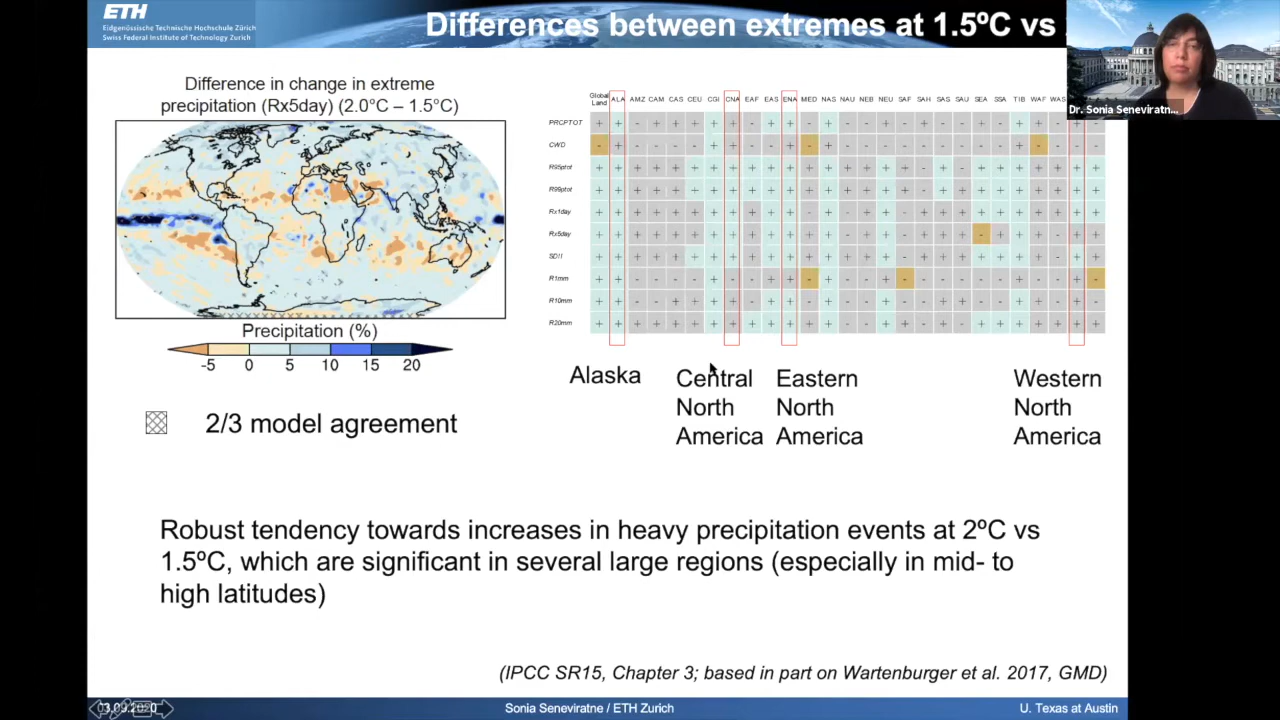 ETH
Eidgenössische Technische Hochschule Zürich
Swiss Federal Institute of Technology Zurich
Differences between extremes at 1.5ºC vs
Dr. Sonia Seneviratn...
Difference in change in extreme
precipitation (Rx5day) (2.0°C – 1.5°C)
Precipitation (%)
-5 0 5 10 15 20
2/3 model agreement
Global Land ALA AMZ CAM CAS CEU CGI CNA EAF EAS ENA MED NAS NAU NEB NEU SAF SAH SAS SAU SEA SSA TIB WAF WAS
PRCPTOT
CWD
R95ptot
R99ptot
Rx1day
Rx5day
SDII
R1mm
R10mm
R20mm
Alaska
Central
North
America
Eastern
North
America
Western
North
America
Robust tendency towards increases in heavy precipitation events at 2ºC vs
1.5ºC, which are significant in several large regions (especially in mid- to
high latitudes)
(IPCC SR15, Chapter 3; based in part on Wartenburger et al. 2017, GMD)
Sonia Seneviratne / ETH Zurich
U. Texas at Austin